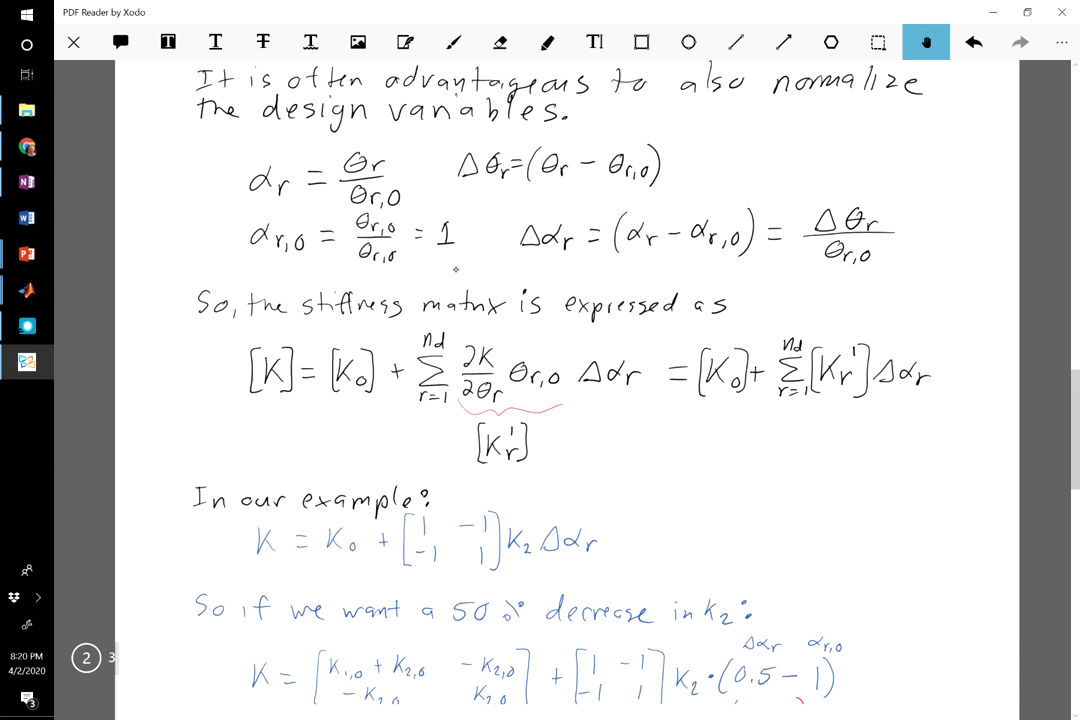 PDF Reader by Xodo
It is often advantageous to also normalize
the design variables.
αr = θr / θr,0    Δθr = (θr − θr,0)
αr,0 = θr,0 / θr,0 = 1    Δαr = (αr − αr,0) = Δθr / θr,0
So, the stiffness matrix is expressed as
[K] = [K0] + Σ_{r=1}^{nd} ∂K/∂θr θr,0 Δαr = [K0] + Σ_{r=1}^{nd} [Kr^1] Δαr
[Kr^1]
In our example:
K = K0 + [1 -1; -1 1] K2 Δαr
So if we want a 50% decrease in K2:
Δαr αr,0
K = [K1,0 + K2,0 -K2,0; -K2,0 K2,0] + [1 -1; -1 1] K2 · (0.5 − 1)
2 3
8:20 PM
4/2/2020
3